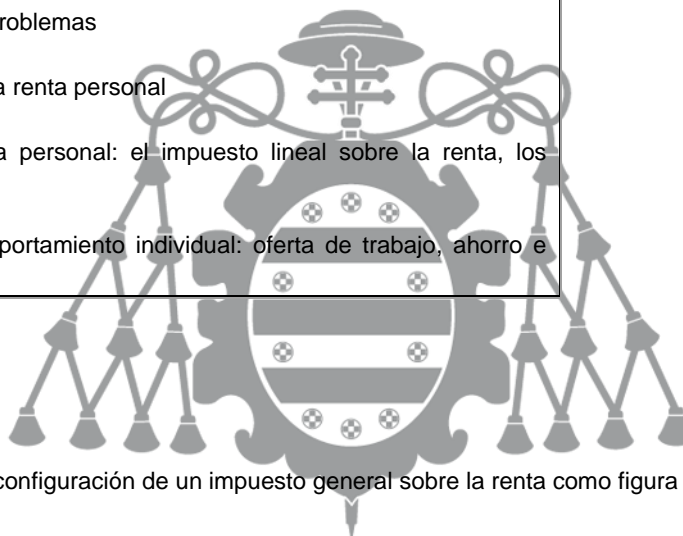 roblemas
a renta personal
a personal: el impuesto lineal sobre la renta, los
portamiento individual: oferta de trabajo, ahorro e
configuración de un impuesto general sobre la renta como figura